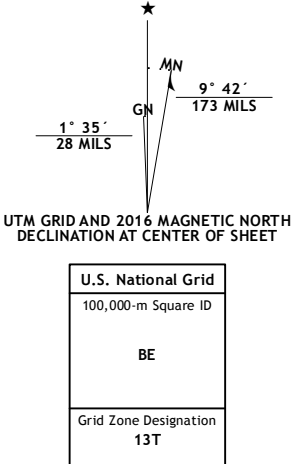 ★
MN
9° 42´
173 MILS
GN
1° 35´
28 MILS
UTM GRID AND 2016 MAGNETIC NORTH
DECLINATION AT CENTER OF SHEET
U.S. National Grid
100,000-m Square ID
BE
Grid Zone Designation
13T